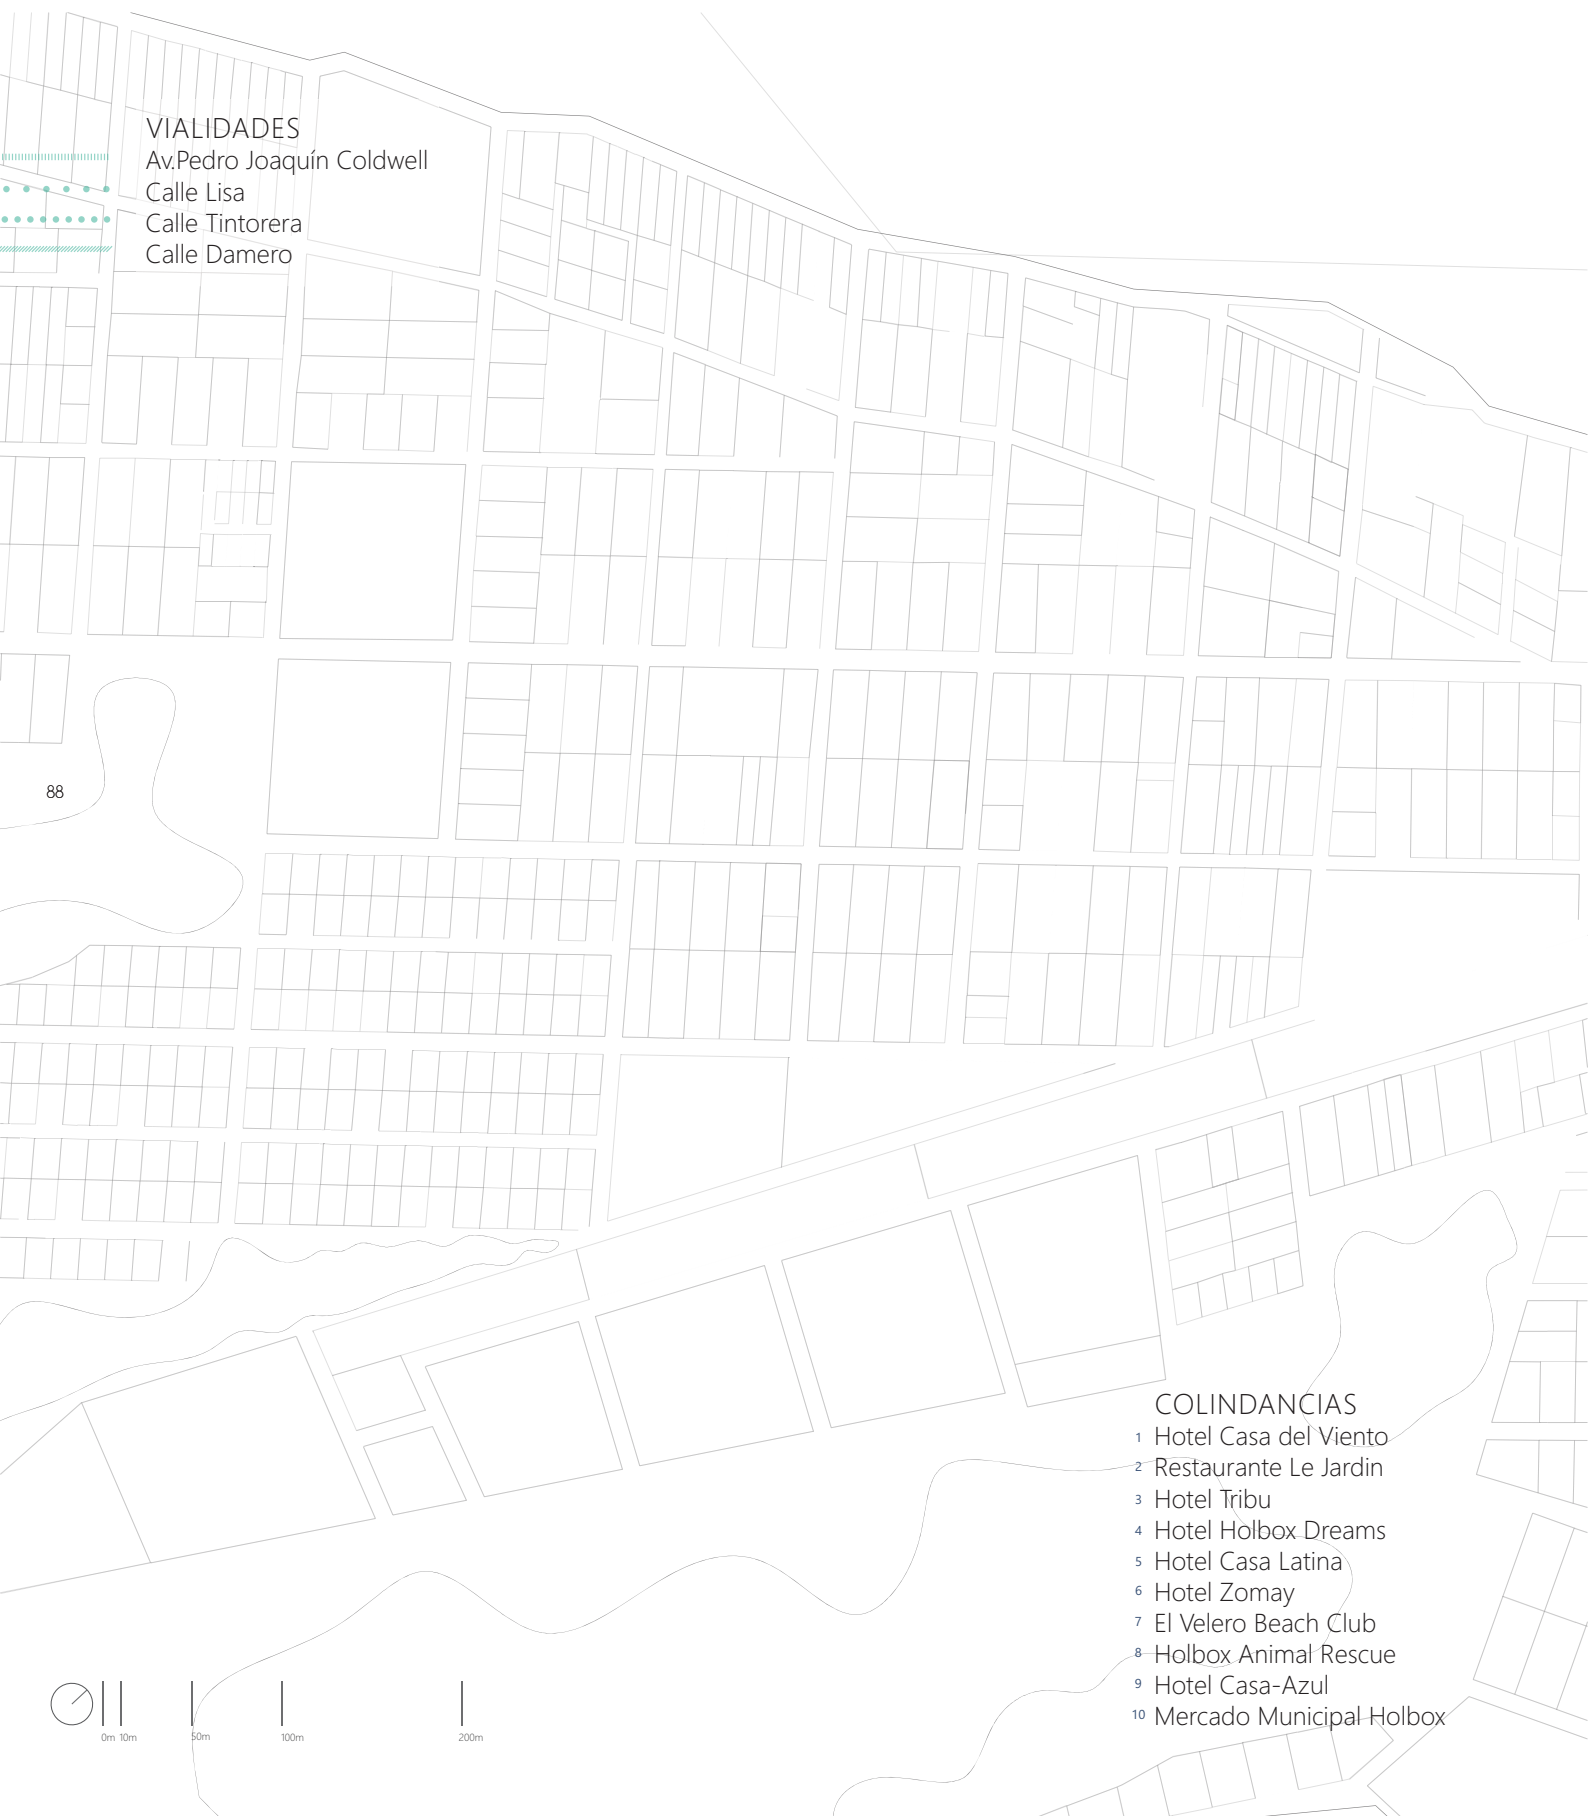 VIALIDADES
Av.Pedro Joaquín Coldwell
Calle Lisa
Calle Tintorera
Calle Damero
88
COLINDANCIAS
1 Hotel Casa del Viento
2 Restaurante Le Jardin
3 Hotel Tribu
4 Hotel Holbox Dreams
5 Hotel Casa Latina
6 Hotel Zomay
7 El Velero Beach Club
8 Holbox Animal Rescue
9 Hotel Casa-Azul
10 Mercado Municipal Holbox
0m 10m 50m 100m 200m